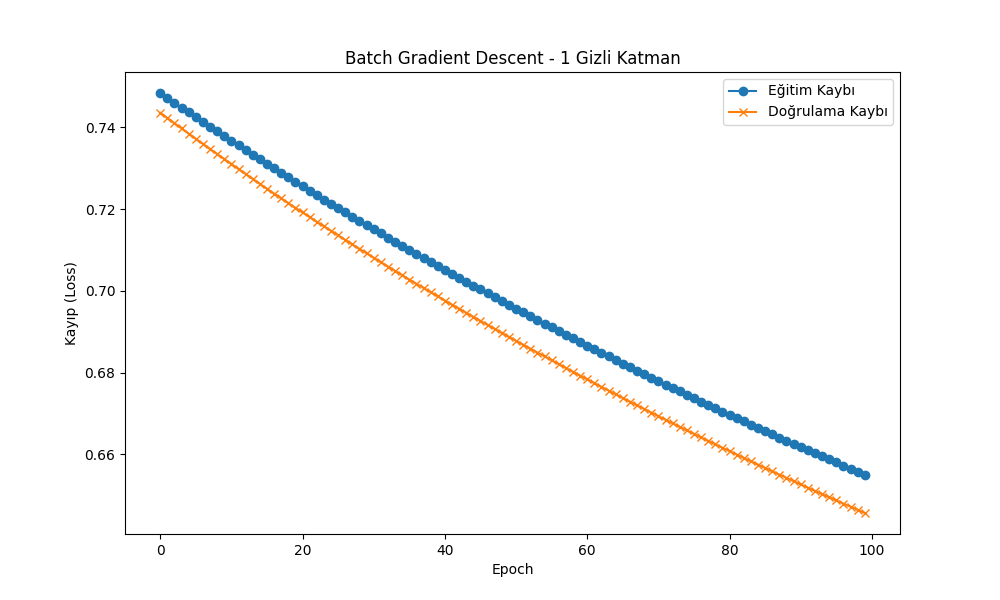 Batch Gradient Descent - 1 Gizli Katman
Eğitim Kaybı
Doğrulama Kaybı
Kayıp (Loss)
0.74
0.72
0.70
0.68
0.66
0 20 40 60 80 100
Epoch